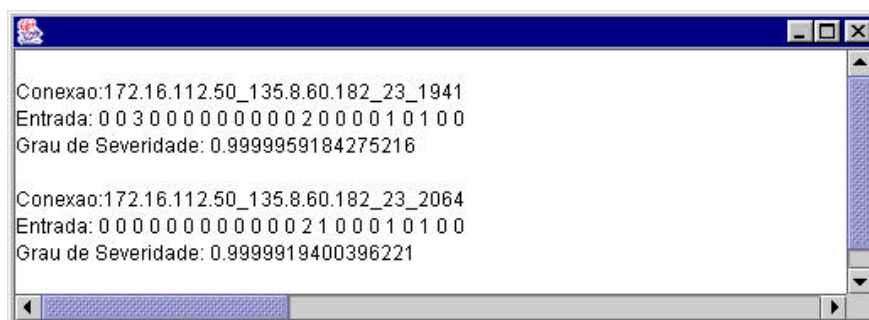 Conexao:172.16.112.50_135.8.60.182_23_1941
Entrada: 0 0 3 0 0 0 0 0 0 0 0 0 0 2 0 0 0 0 1 0 1 0 0
Grau de Severidade: 0.9999959184275216
Conexao:172.16.112.50_135.8.60.182_23_2064
Entrada: 0 0 0 0 0 0 0 0 0 0 0 0 0 2 1 0 0 0 1 0 1 0 0
Grau de Severidade: 0.9999919400396221